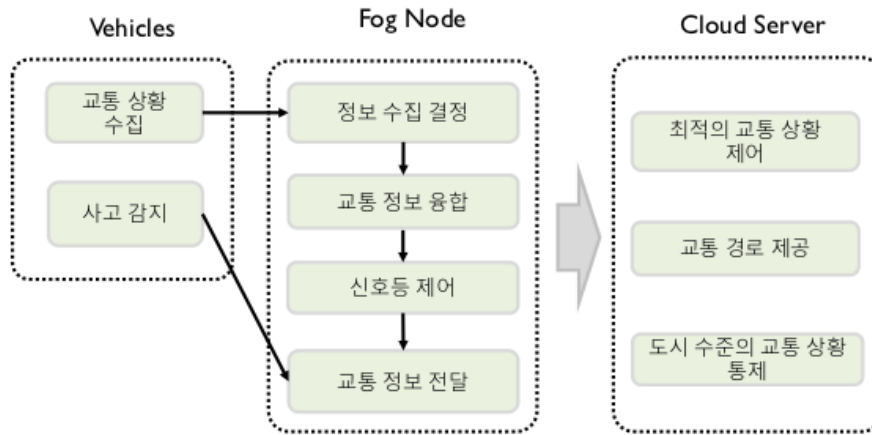 Vehicles
교통 상황
수집
사고 감지
Fog Node
정보 수집 결정
교통 정보 융합
신호등 제어
교통 정보 전달
Cloud Server
최적의 교통 상황
제어
교통 경로 제공
도시 수준의 교통 상황
통제